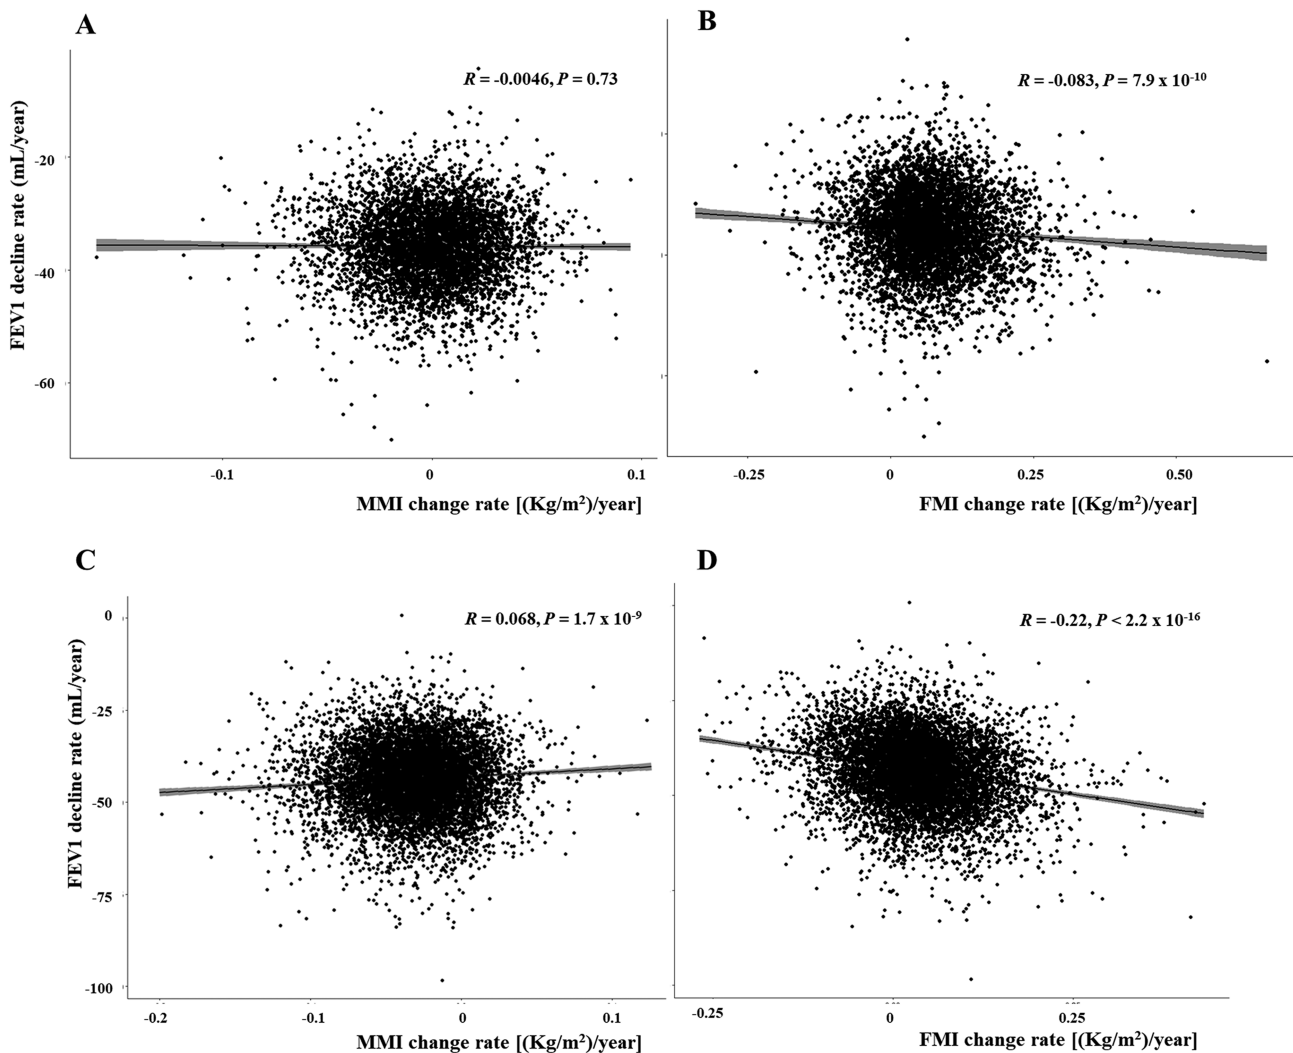 A
R = -0.0046, P = 0.73
FEV1 decline rate (mL/year)
-20
-40
-60
-0.1 0 0.1
MMI change rate [(Kg/m²)/year]
B
R = -0.083, P = 7.9 x 10⁻¹⁰
-0.25 0 0.25 0.50
FMI change rate [(Kg/m²)/year]
C
R = 0.068, P = 1.7 x 10⁻⁹
FEV1 decline rate (mL/year)
0
-25
-50
-75
-100
-0.2 -0.1 0 0.1
MMI change rate [(Kg/m²)/year]
D
R = -0.22, P < 2.2 x 10⁻¹⁶
-0.25 0 0.25
FMI change rate [(Kg/m²)/year]